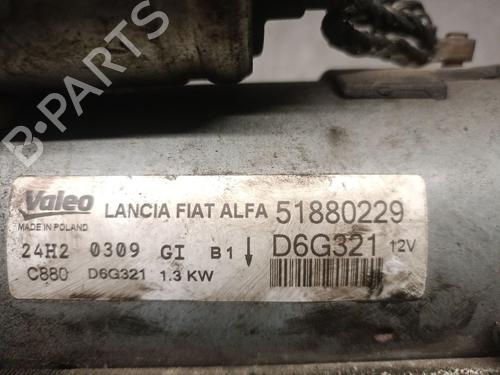 B-PARTS
Valeo LANCIA FIAT ALFA 51880229
MADE IN POLAND
24H2 0309 GI B1 D6G321 12V
C880 D6G321 1.3 KW